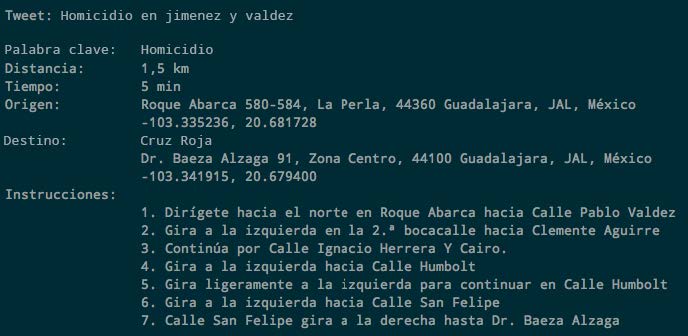 Tweet: Homicidio en jimenez y valdez
Palabra clave: Homicidio
Distancia: 1,5 km
Tiempo: 5 min
Origen: Roque Abarca 580-584, La Perla, 44360 Guadalajara, JAL, México
-103.335236, 20.681728
Destino: Cruz Roja
Dr. Baeza Alzaga 91, Zona Centro, 44100 Guadalajara, JAL, México
-103.341915, 20.679400
Instrucciones:
1. Dirígete hacia el norte en Roque Abarca hacia Calle Pablo Valdez
2. Gira a la izquierda en la 2.ª bocacalle hacia Clemente Aguirre
3. Continúa por Calle Ignacio Herrera Y Cairo.
4. Gira a la izquierda hacia Calle Humbolt
5. Gira ligeramente a la izquierda para continuar en Calle Humbolt
6. Gira a la izquierda hacia Calle San Felipe
7. Calle San Felipe gira a la derecha hasta Dr. Baeza Alzaga